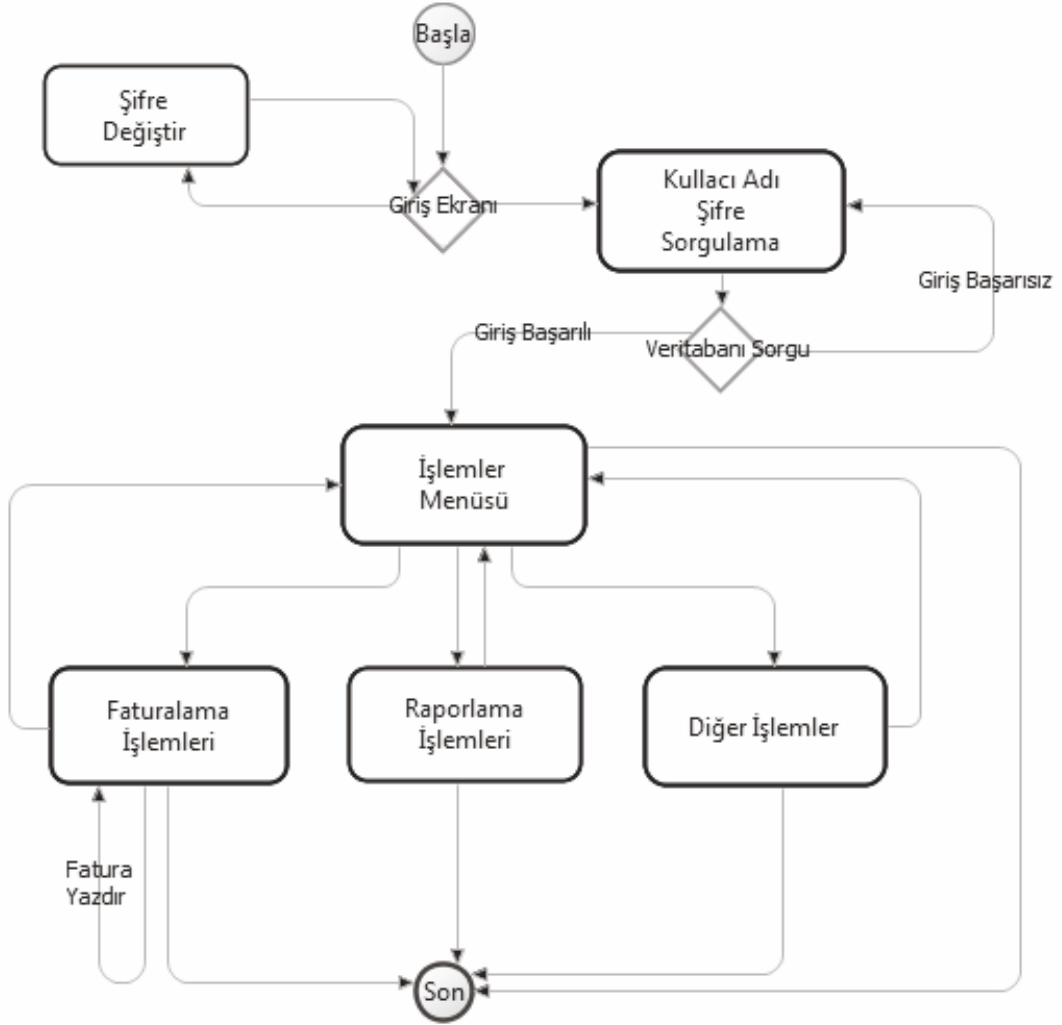 Başla
Şifre
Değiştir
Giriş Ekranı
Kullacı Adı
Şifre
Sorgulama
Giriş Başarısız
Giriş Başarılı
Veritabanı Sorgu
İşlemler
Menüsü
Faturalama
İşlemleri
Raporlama
İşlemleri
Diğer İşlemler
Fatura
Yazdır
Son